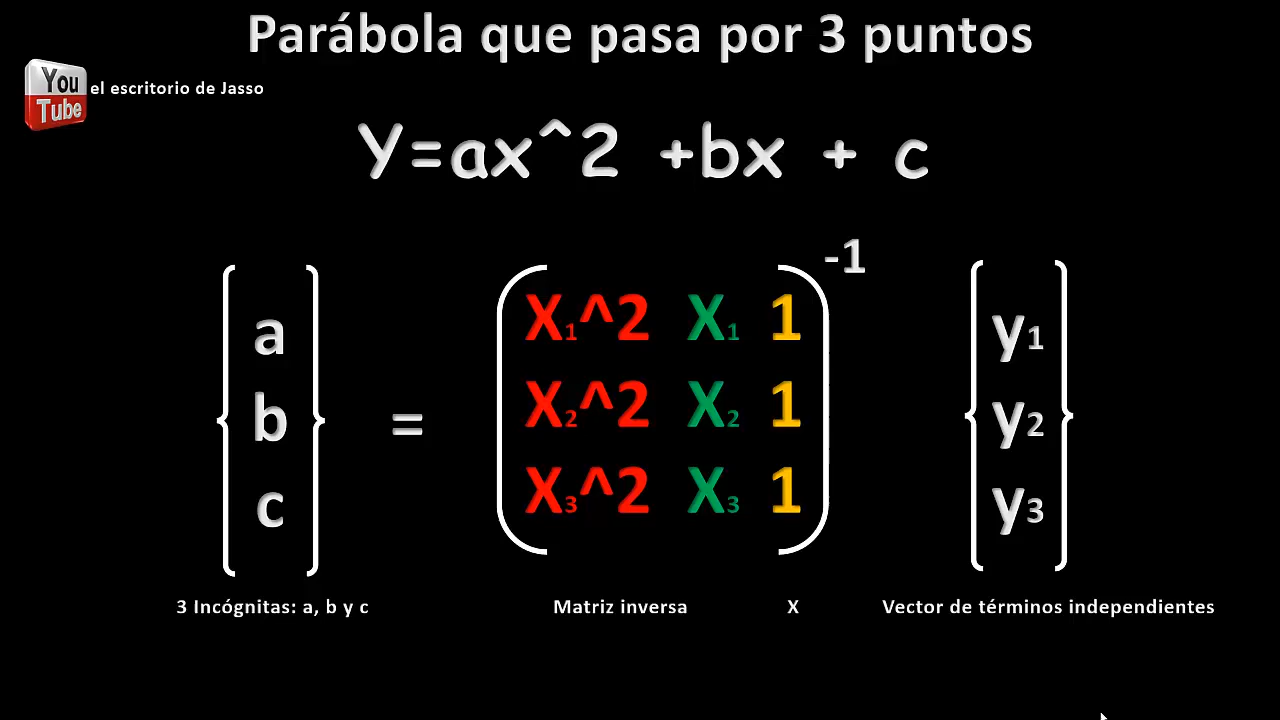 Parábola que pasa por 3 puntos
You
Tube
el escritorio de Jasso
Y=ax^2 +bx + c
-1
a
b
c
=
X₁^2 X₁ 1
X₂^2 X₂ 1
X₃^2 X₃ 1
y1
y2
y3
3 Incógnitas: a, b y c
Matriz inversa X Vector de términos independientes